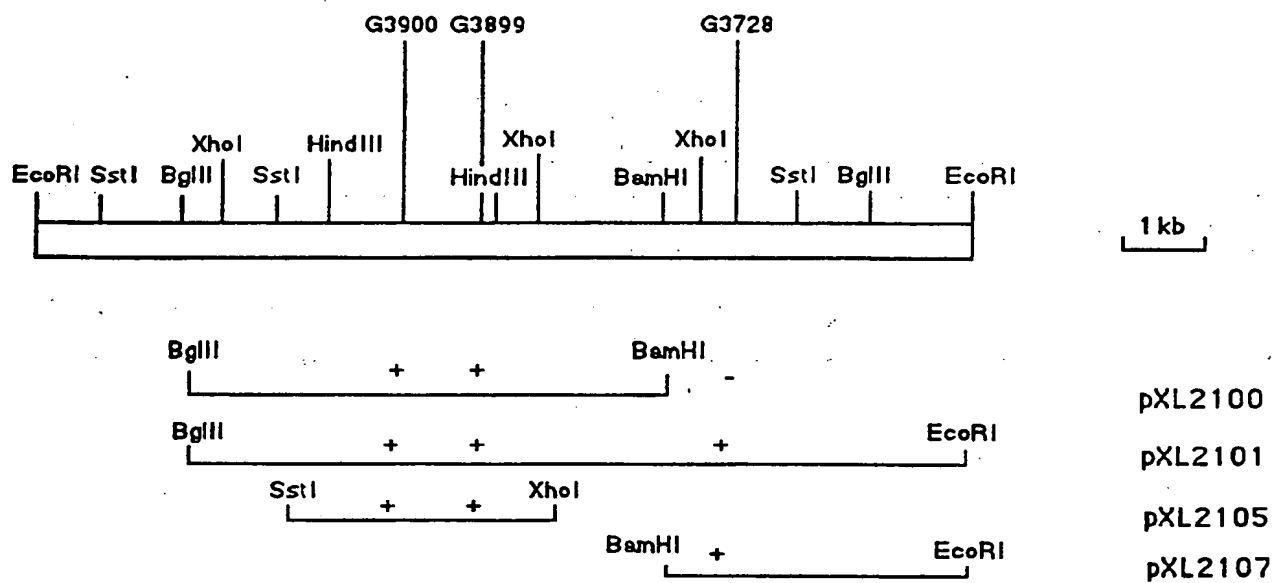 G3900 G3899 G3728
XhoI HindIII XhoI XhoI
EcoRI SstI BglII SstI HindIII BamHI SstI BglII EcoRI
1 kb
BglII BamHI
+ + -
pXL2100
BglII EcoRI
+ + +
pXL2101
SstI XhoI
+ +
pXL2105
BamHI EcoRI
+
pXL2107